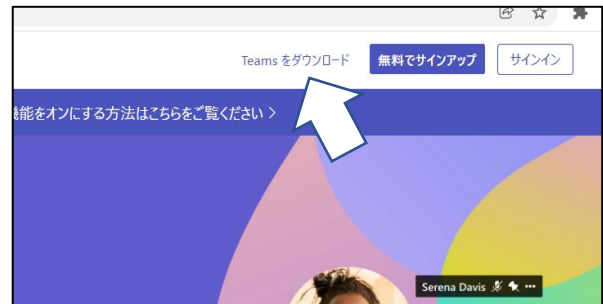 Teams をダウンロード
無料でサインアップ
サインイン
機能をオンにする方法はこちらをご覧ください >
Serena Davis